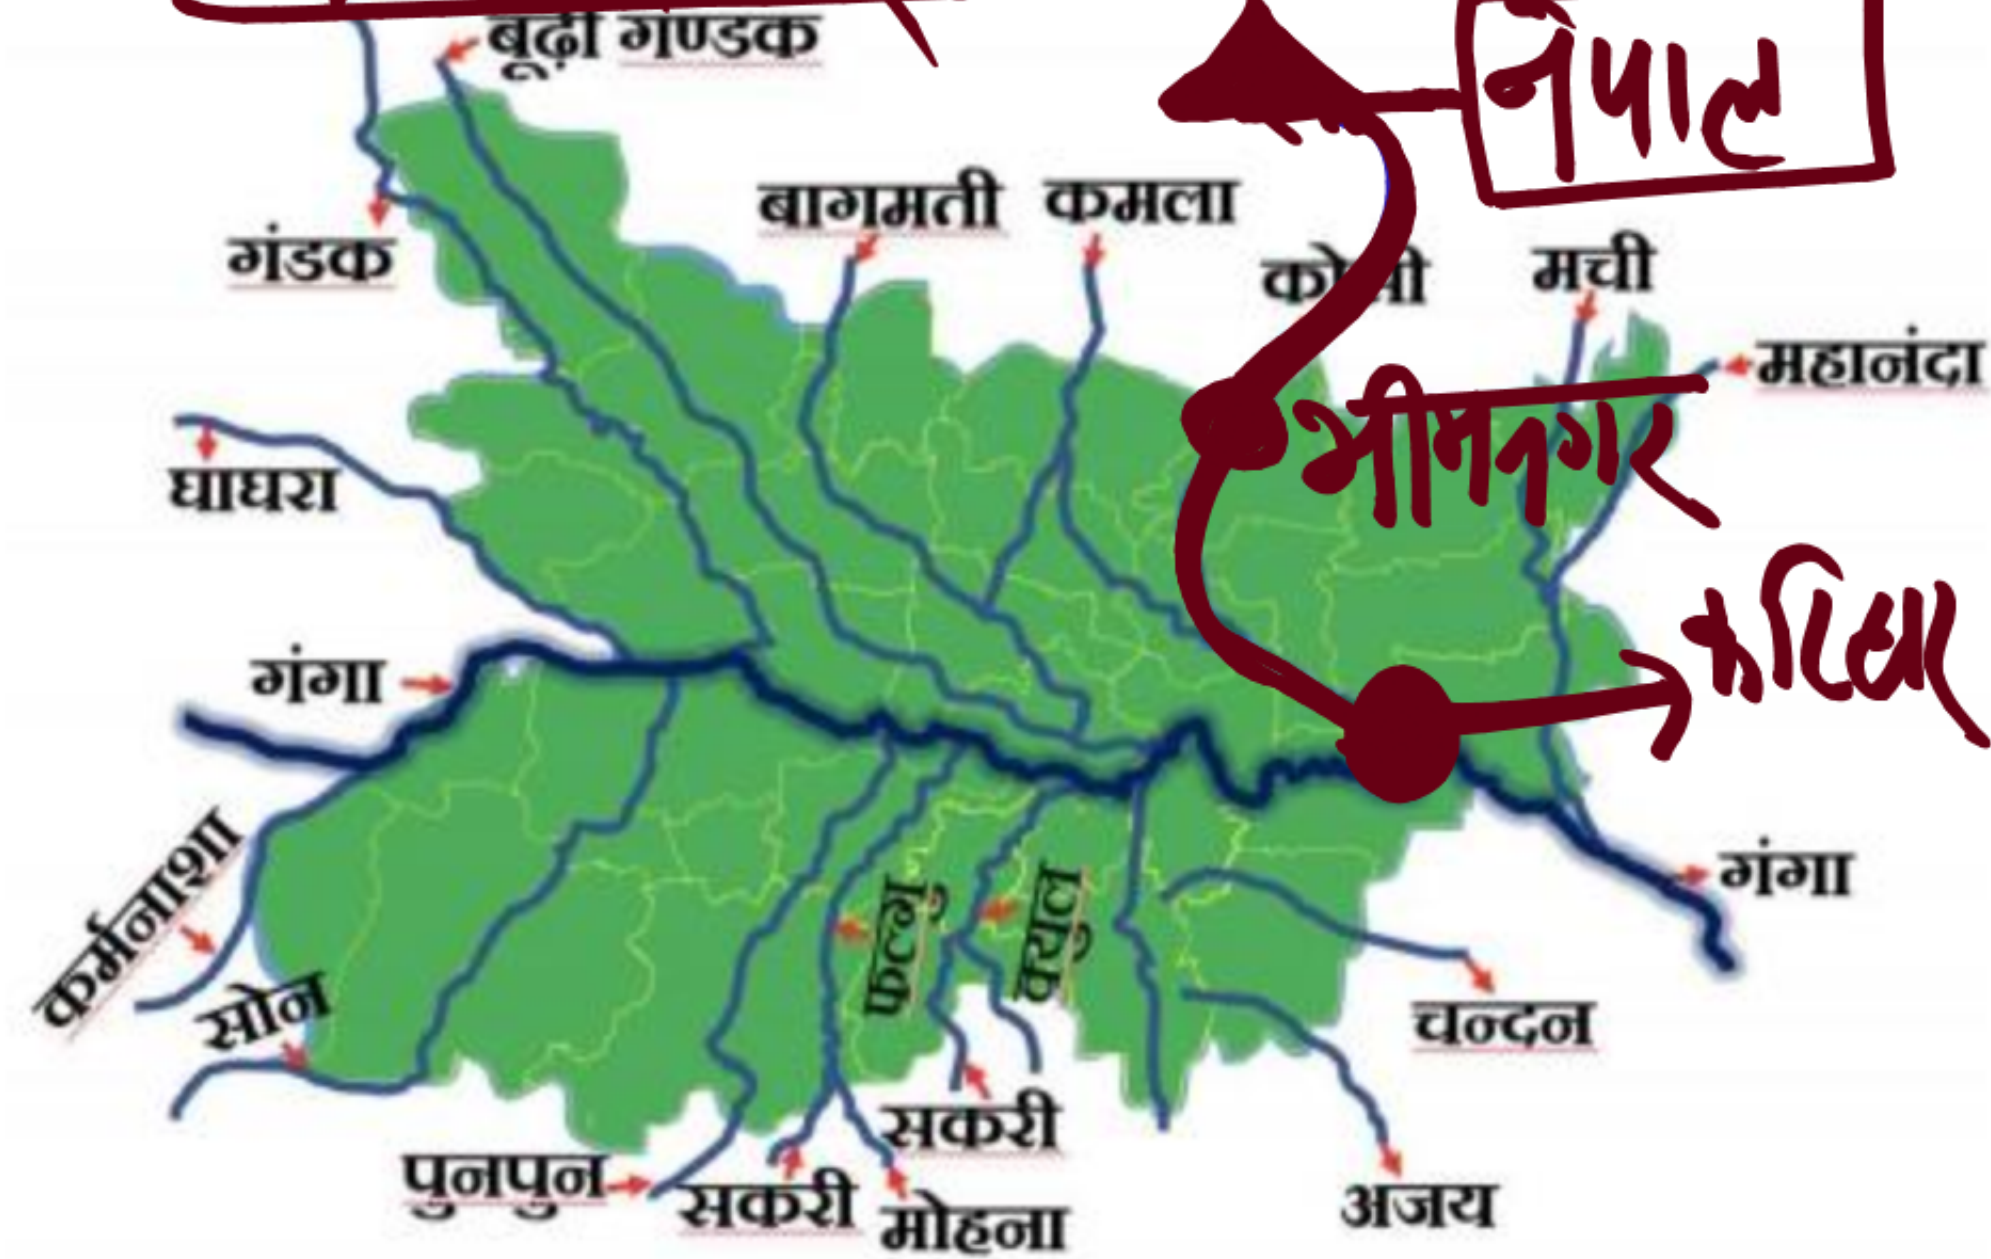 बूढ़ी गण्डक
नेपाल
बागमती
कमला
गंडक
कोसी
मची
महानंदा
भीमनगर
घाघरा
कटिहार
गंगा
गंगा
कर्मनाशा
फल्गु
क्युल
सोन
चन्दन
सकरी
पुनपुन
सकरी
मोहना
अजय